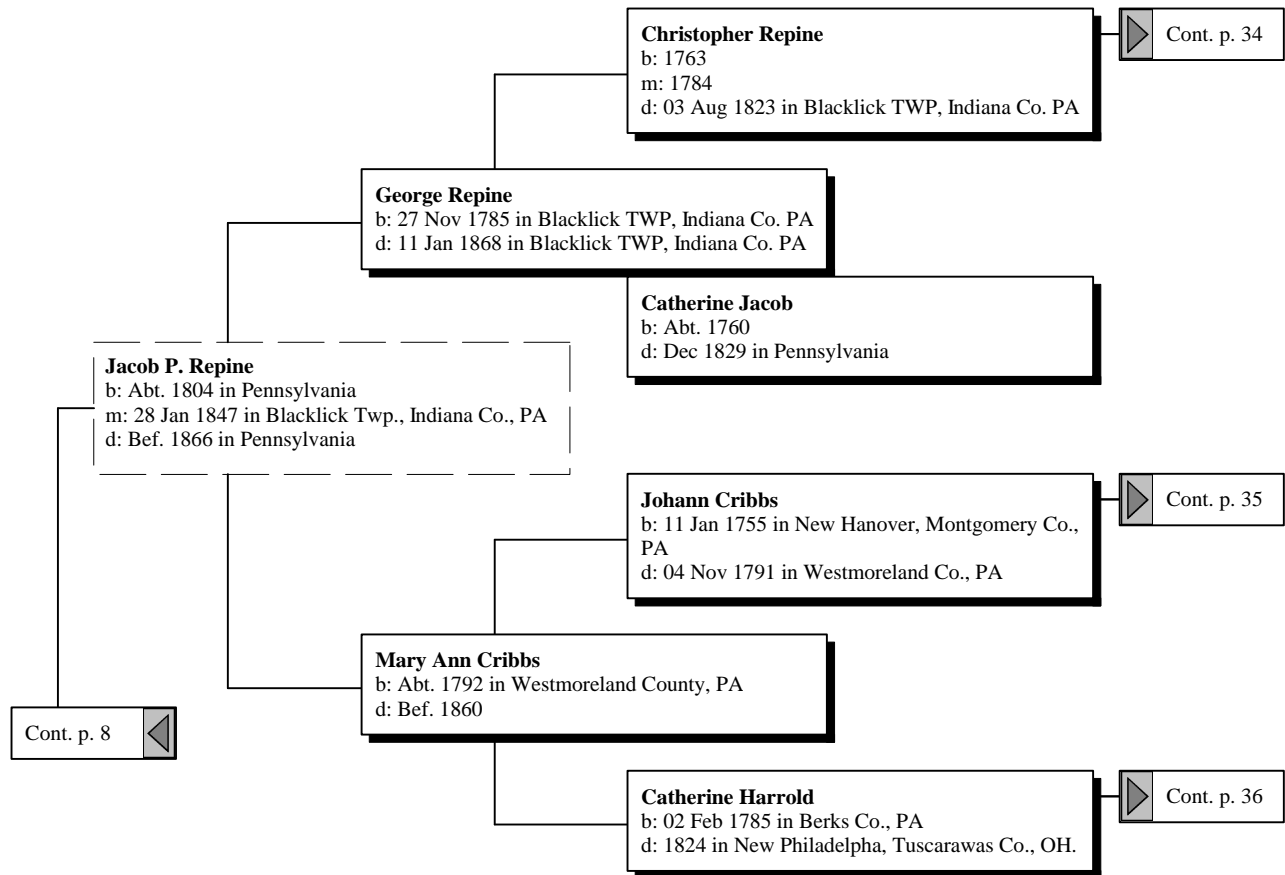 Christopher Repine
b: 1763
m: 1784
d: 03 Aug 1823 in Blacklick TWP, Indiana Co. PA
Cont. p. 34
George Repine
b: 27 Nov 1785 in Blacklick TWP, Indiana Co. PA
d: 11 Jan 1868 in Blacklick TWP, Indiana Co. PA
Catherine Jacob
b: Abt. 1760
d: Dec 1829 in Pennsylvania
Jacob P. Repine
b: Abt. 1804 in Pennsylvania
m: 28 Jan 1847 in Blacklick Twp., Indiana Co., PA
d: Bef. 1866 in Pennsylvania
Johann Cribbs
b: 11 Jan 1755 in New Hanover, Montgomery Co.,
PA
d: 04 Nov 1791 in Westmoreland Co., PA
Cont. p. 35
Mary Ann Cribbs
b: Abt. 1792 in Westmoreland County, PA
d: Bef. 1860
Cont. p. 8
Catherine Harrold
b: 02 Feb 1785 in Berks Co., PA
d: 1824 in New Philadelpha, Tuscarawas Co., OH.
Cont. p. 36